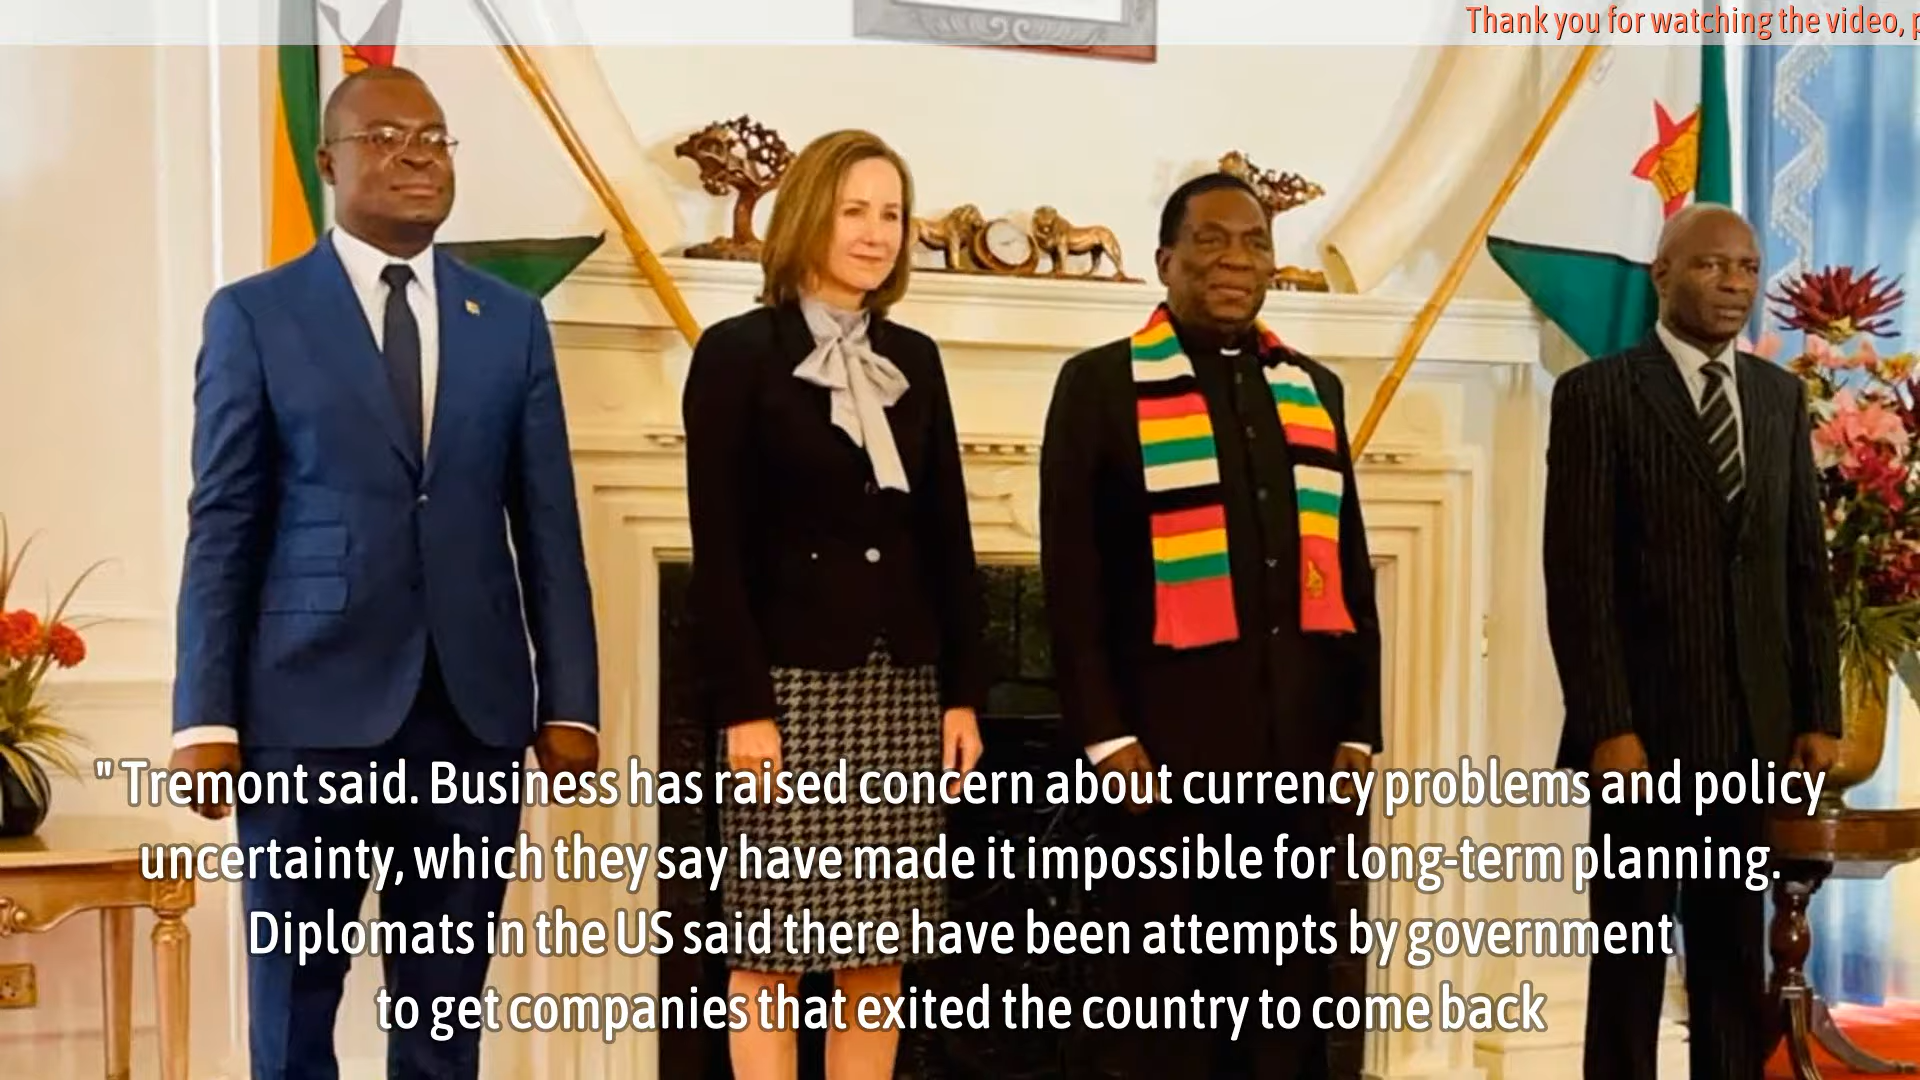 Thank you for watching the video,
" Tremont said. Business has raised concern about currency problems and policy
uncertainty, which they say have made it impossible for long-term planning.
Diplomats in the US said there have been attempts by government
to get companies that exited the country to come back